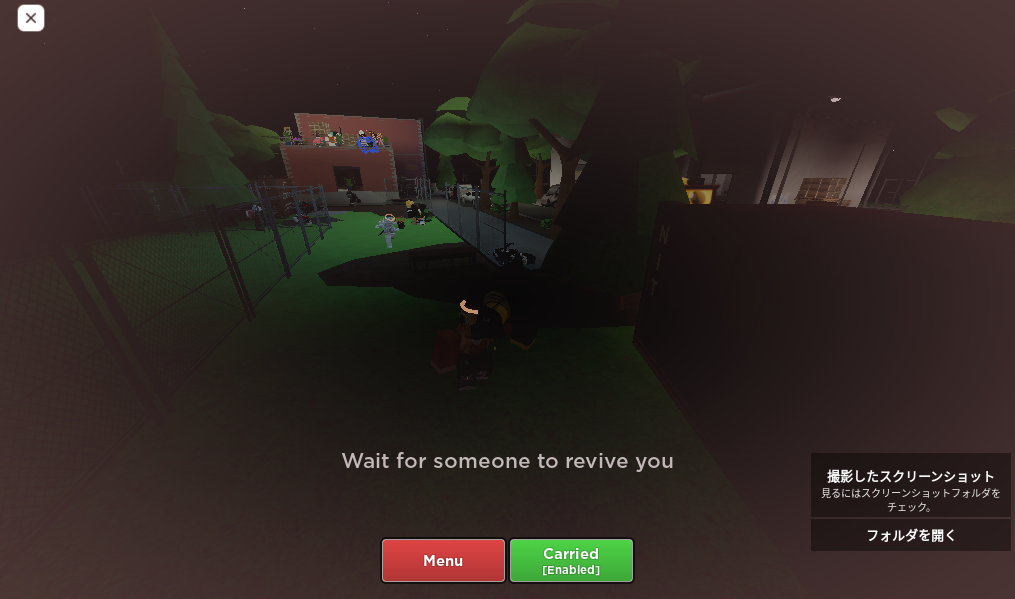 Wait for someone to revive you
撮影したスクリーンショット
見るにはスクリーンショットフォルダを
チェック。
フォルダを開く
Menu
Carried
[Enabled]